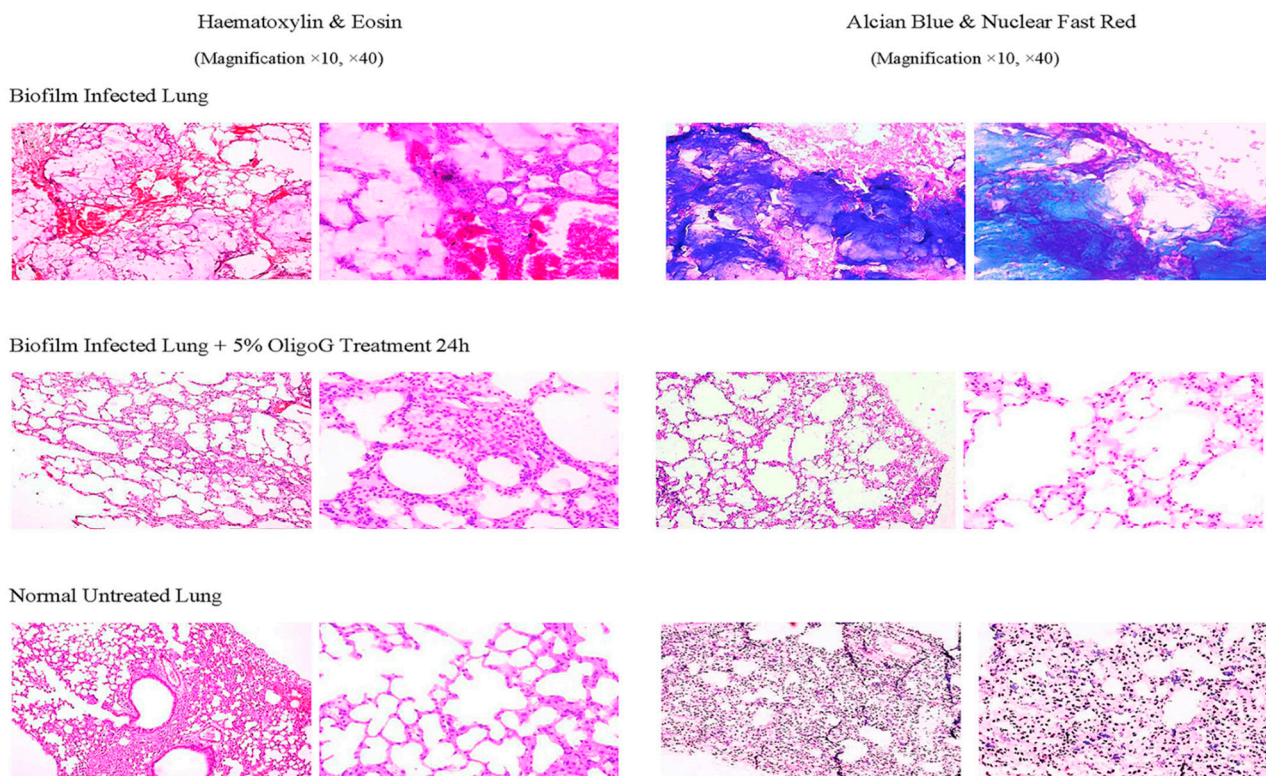 Haematoxylin & Eosin
Alcian Blue & Nuclear Fast Red
(Magnification ×10, ×40)
(Magnification ×10, ×40)
Biofilm Infected Lung
Biofilm Infected Lung + 5% OligoG Treatment 24h
Normal Untreated Lung